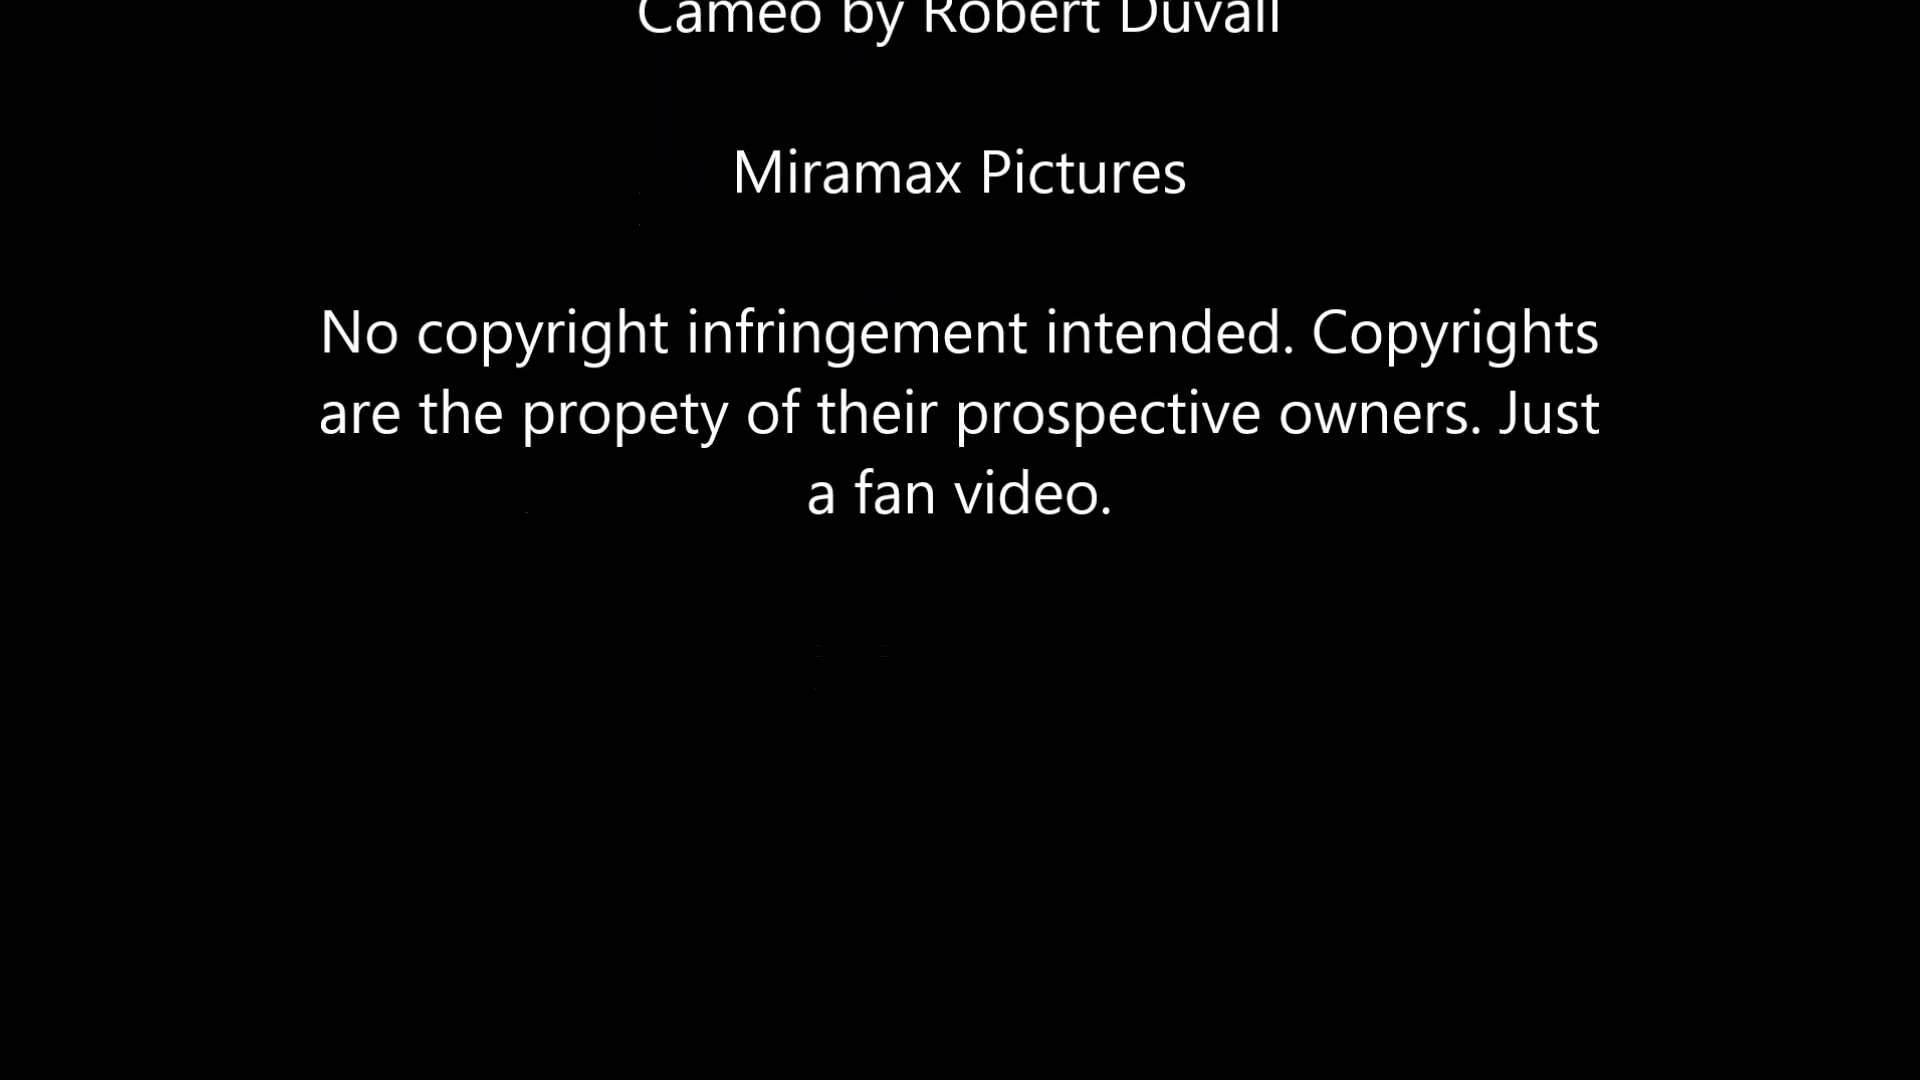 Cameo by Robert Duvall
Miramax Pictures
No copyright infringement intended. Copyrights
are the propety of their prospective owners. Just
a fan video.